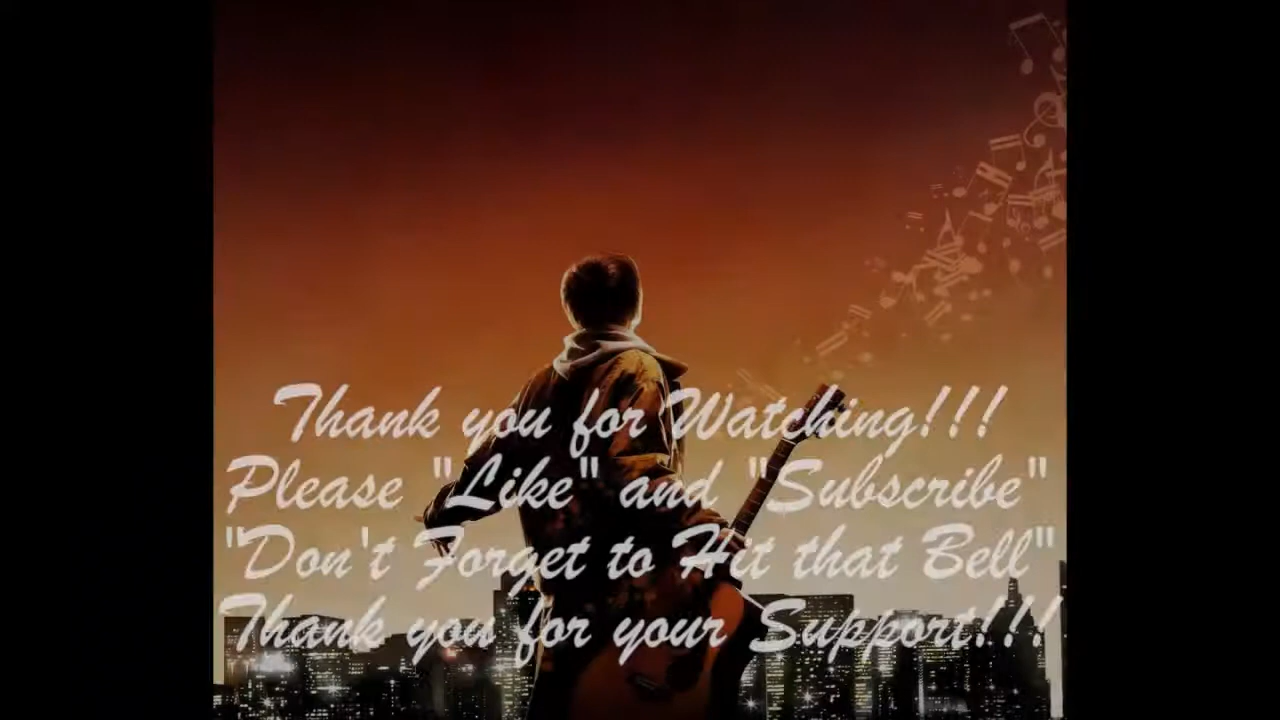 Thank you for Watching!!!
Please "Like" and "Subscribe"
"Don't Forget to Hit that Bell"
Thank you for your Support!!!